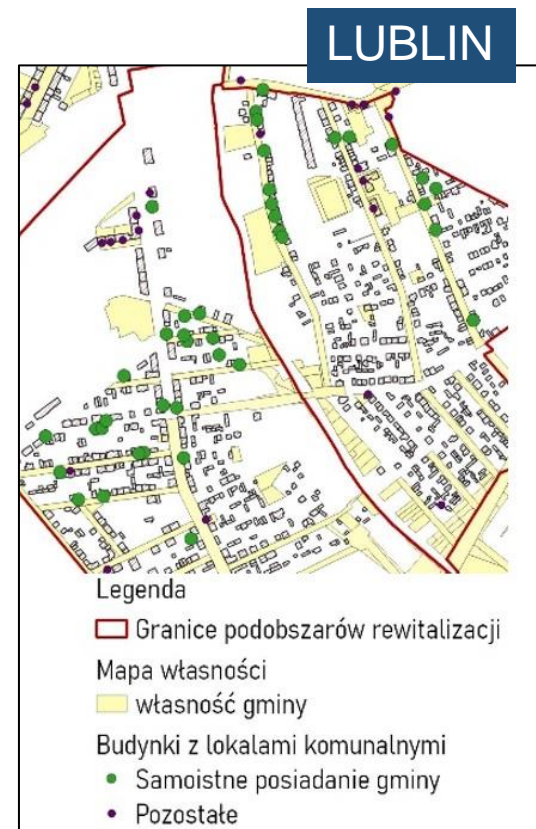 LUBLIN
Legenda
Granice podobszarów rewitalizacji
Mapa własności
własność gminy
Budynki z lokalami komunalnymi
Samoistne posiadanie gminy
Pozostałe